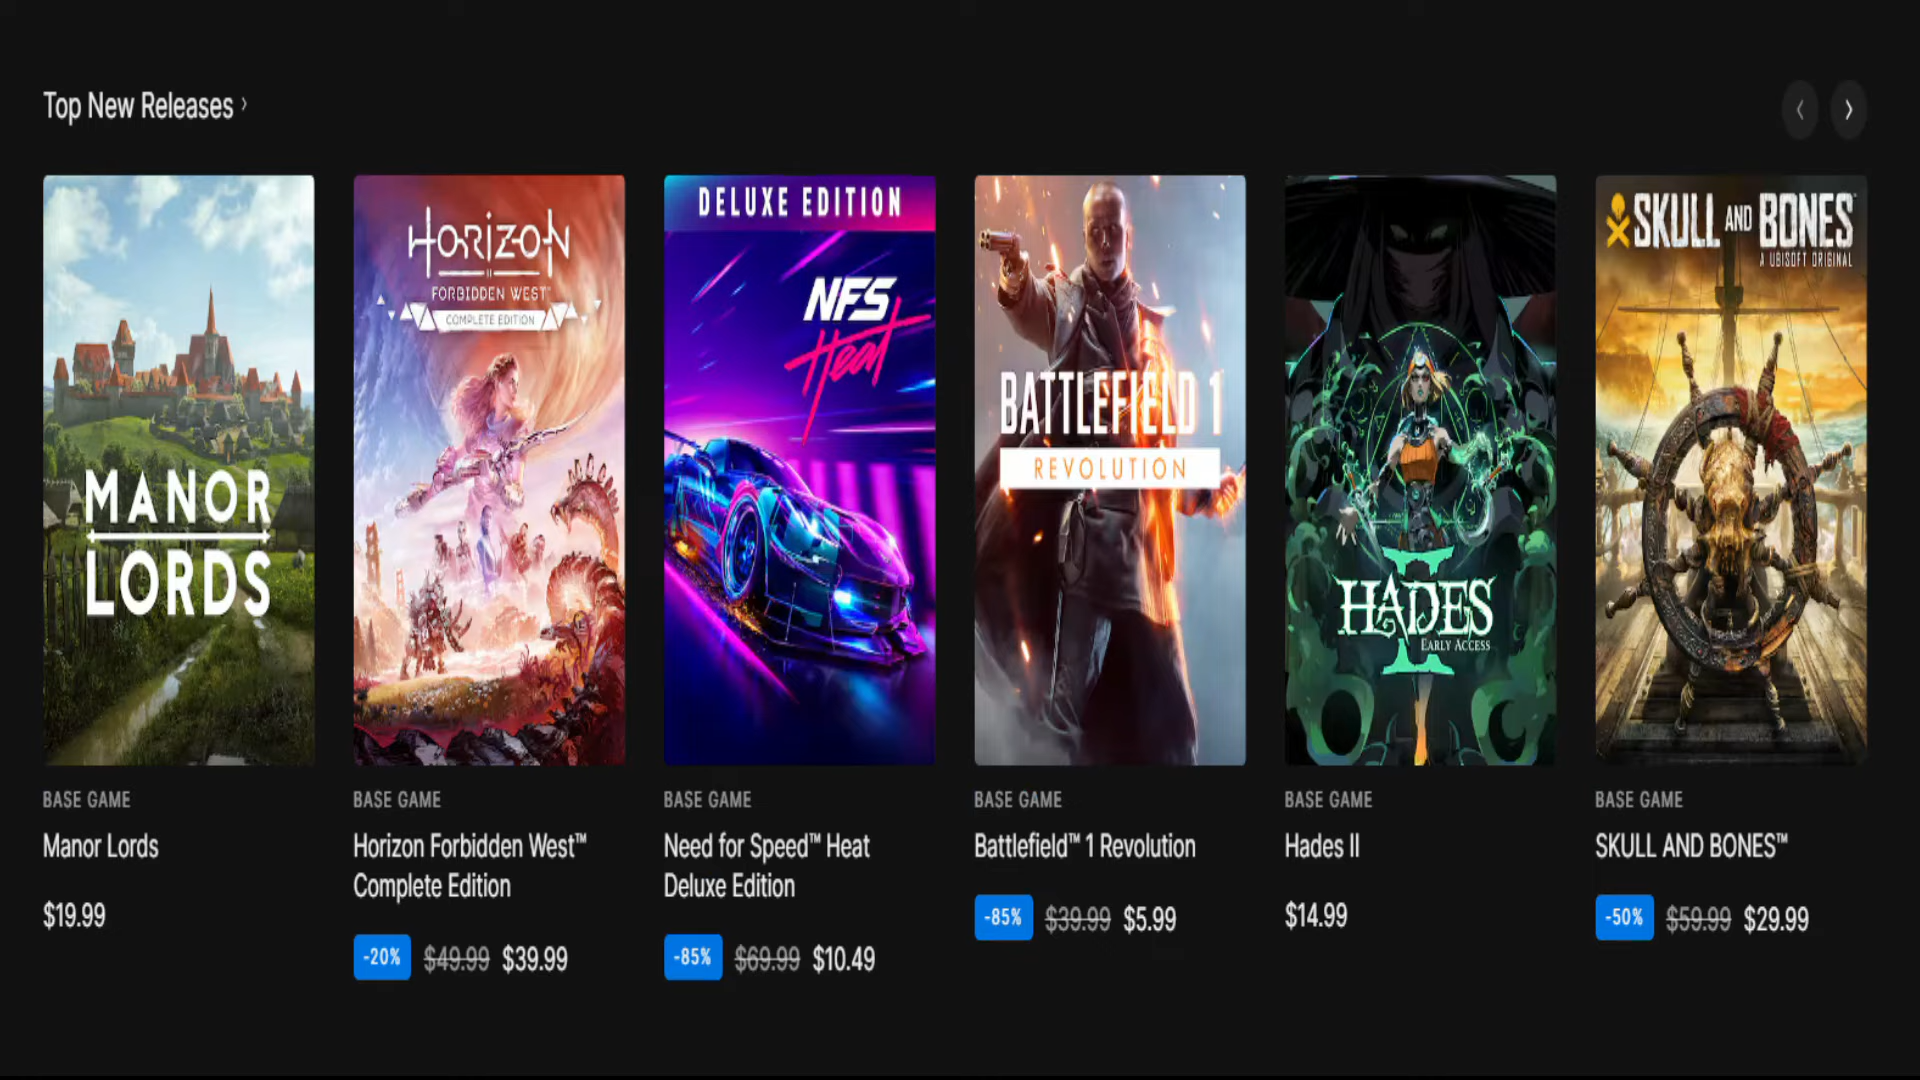 Top New Releases
MANOR
LORDS
HORIZON
FORBIDDEN WEST™
COMPLETE EDITION
DELUXE EDITION
NFS
Heat
BATTLEFIELD 1
REVOLUTION
HADES
II
EARLY ACCESS
SKULL AND BONES™
A UBISOFT ORIGINAL
BASE GAME
Manor Lords
$19.99
BASE GAME
Horizon Forbidden West™
Complete Edition
-20% $49.99 $39.99
BASE GAME
Need for Speed™ Heat
Deluxe Edition
-85% $69.99 $10.49
BASE GAME
Battlefield™ 1 Revolution
-85% $39.99 $5.99
BASE GAME
Hades II
$14.99
BASE GAME
SKULL AND BONES™
-50% $59.99 $29.99